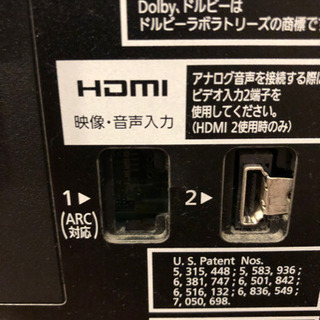 Dolby、ドルビーは
ドルビーラボラトリーズの商標です
HDMI
映像・音声入力
アナログ音声を接続する際は
ビデオ入力2端子を
使用してください。
(HDMI 2使用時のみ)
1▶
(ARC
対応)
2▶
U. S. Patent Nos.
5, 315, 448 ; 5, 583, 936 ;
6, 381, 747 ; 6, 501, 842 ;
6, 516, 132 ; 6, 836, 549 ;
7, 050, 698.